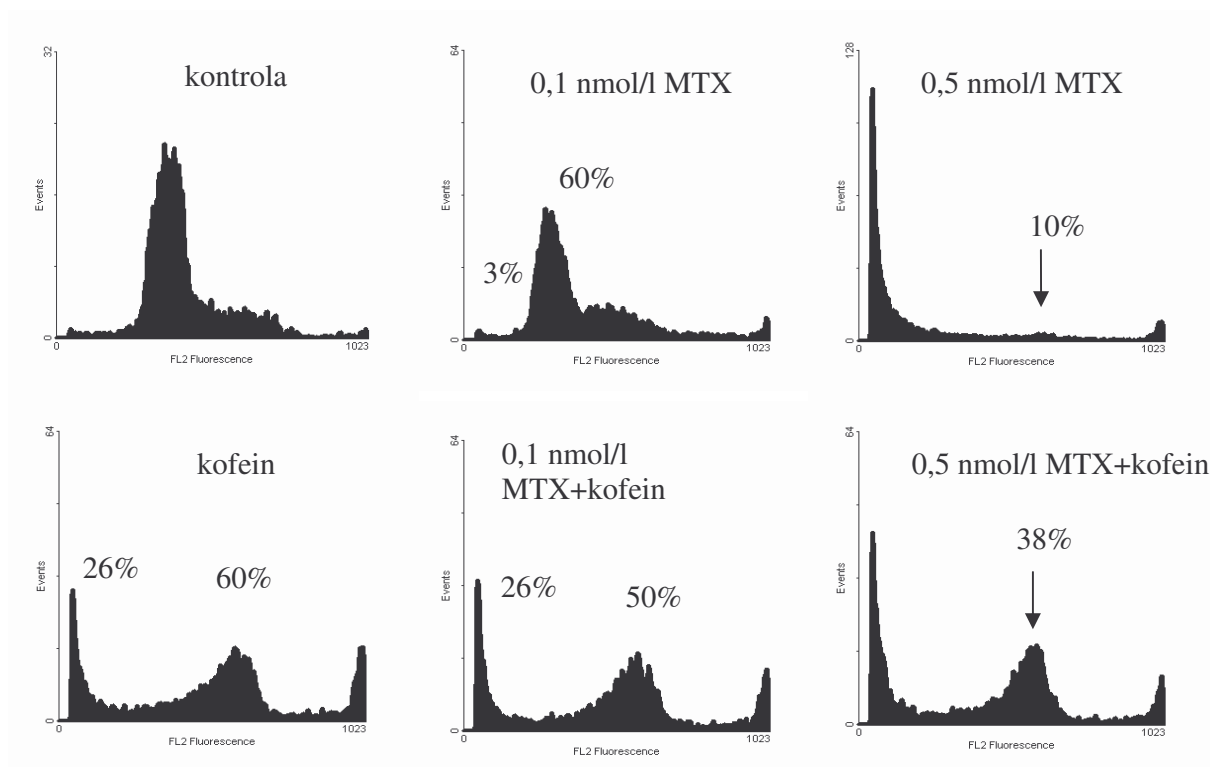 kontrola
32
Events
0
0
1023
FL2 Fluorescence
0,1 nmol/l MTX
64
60%
3%
Events
0
0
1023
FL2 Fluorescence
0,5 nmol/l MTX
128
10%
Events
0
0
1023
FL2 Fluorescence
kofein
64
26%
60%
Events
0
0
1023
FL2 Fluorescence
0,1 nmol/l
MTX+kofein
64
26%
50%
Events
0
0
1023
FL2 Fluorescence
0,5 nmol/l MTX+kofein
64
38%
Events
0
0
1023
FL2 Fluorescence